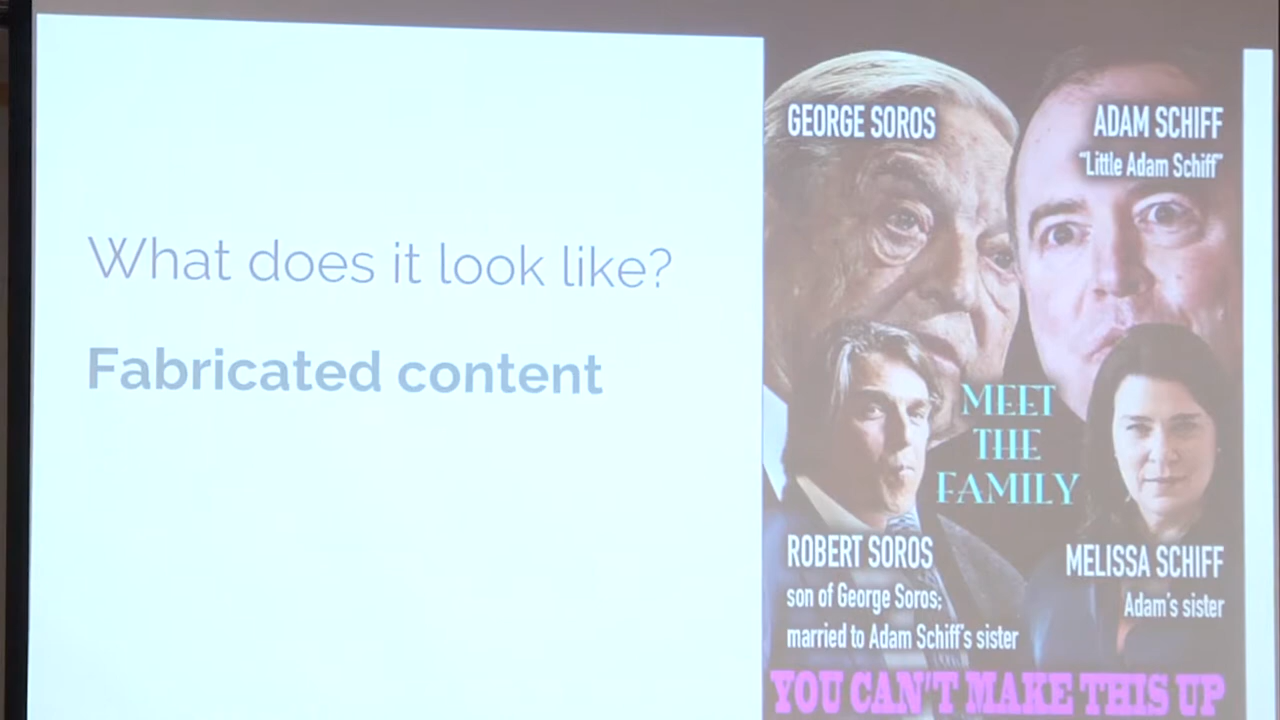 What does it look like?
Fabricated content
GEORGE SOROS
ADAM SCHIFF
"Little Adam Schiff"
MEET
THE
FAMILY
ROBERT SOROS
son of George Soros;
married to Adam Schiff's sister
MELISSA SCHIFF
Adam's sister
YOU CAN'T MAKE THIS UP